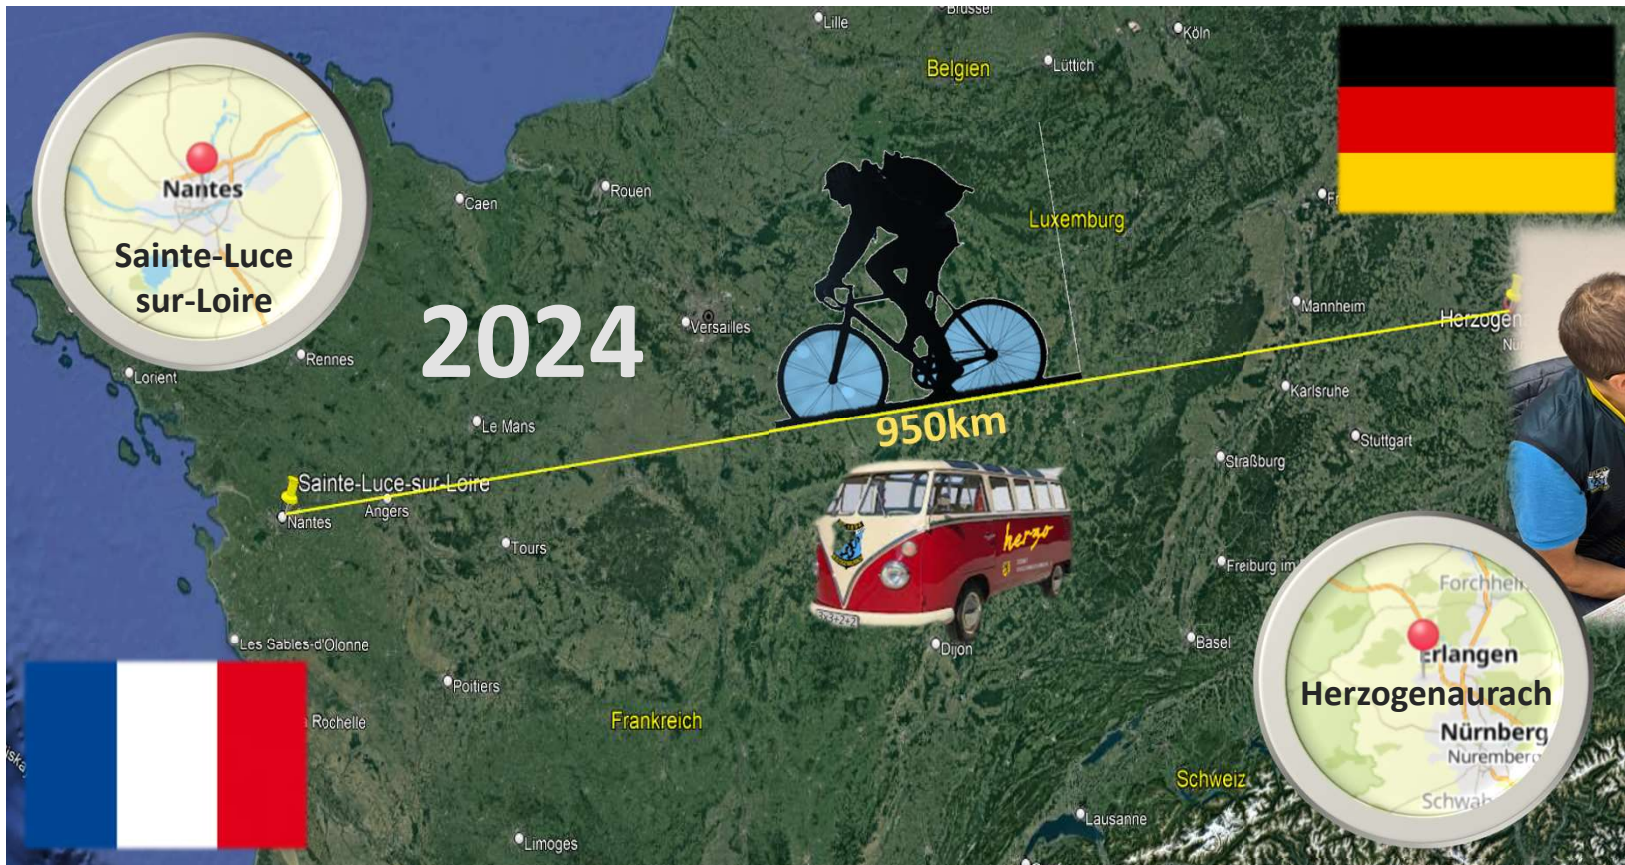 Brüssel
Lille
Köln
Belgien
Lüttich
Nantes
Sainte-Luce
sur-Loire
Caen
Rouen
Luxemburg
2024
Versailles
Mannheim
Herzogen
Rennes
Lorient
Karlsruhe
Le Mans
950km
Stuttgart
Straßburg
Sainte-Luce-sur-Loire
Nantes
Angers
Tours
herzo
Freiburg im
Forchheim
Les Sables-d'Olonne
Dijon
Basel
Erlangen
Poitiers
Herzogenaurach
Rochelle
Frankreich
Nürnberg
Nuremberg
Schweiz
Schwab
Lausanne
Limoges